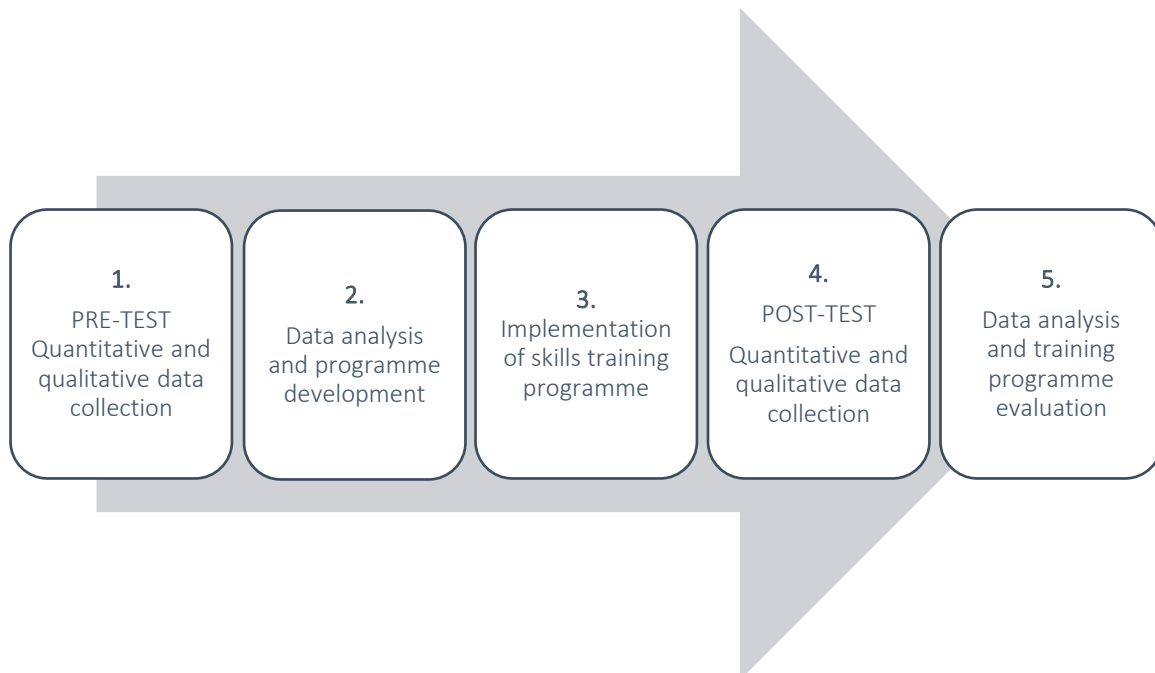 1.
PRE-TEST
Quantitative and
qualitative data
collection
2.
Data analysis
and programme
development
3.
Implementation
of skills training
programme
4.
POST-TEST
Quantitative and
qualitative data
collection
5.
Data analysis
and training
programme
evaluation